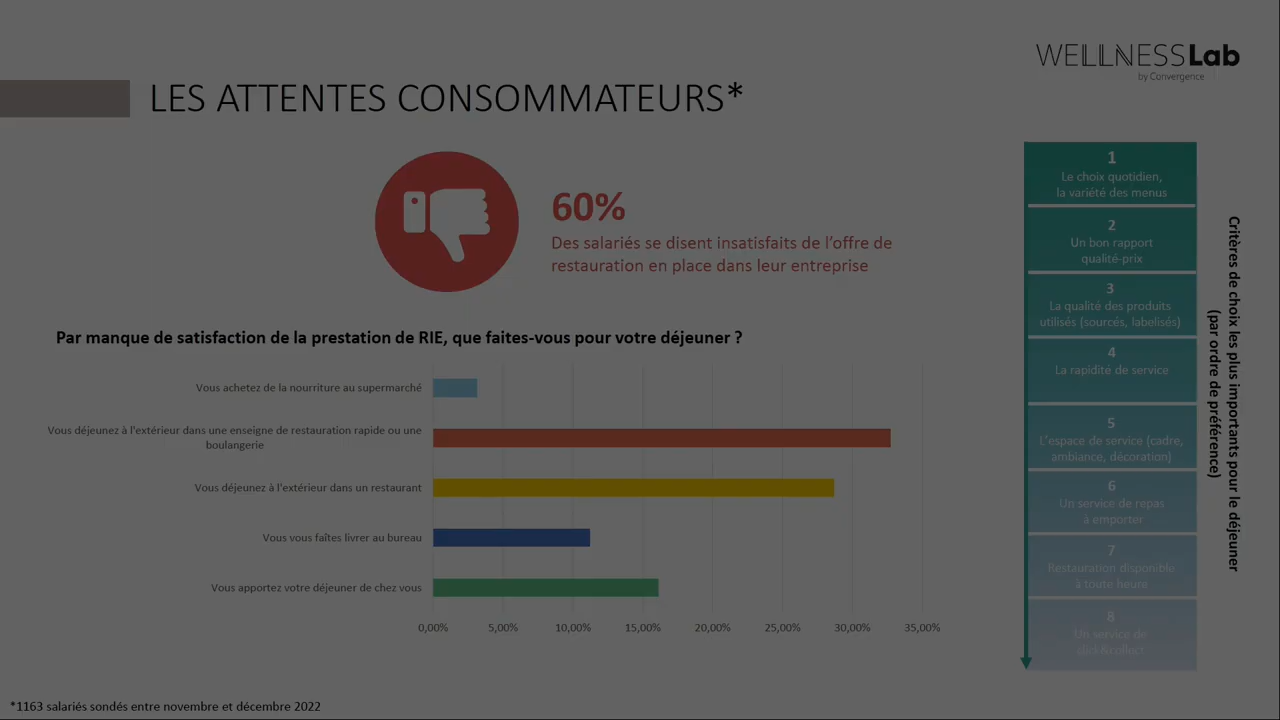 WELLNESSLab
by Convergence
LES ATTENTES CONSOMMATEURS*
60%
Des salariés se disent insatisfaits de l'offre de
restauration en place dans leur entreprise
Par manque de satisfaction de la prestation de RIE, que faites-vous pour votre déjeuner ?
Vous achetez de la nourriture au supermarché
Vous déjeunez à l'extérieur dans une enseigne de restauration rapide ou une
boulangerie
Vous déjeunez à l'extérieur dans un restaurant
Vous vous faîtes livrer au bureau
Vous apportez votre déjeuner de chez vous
0,00%
5,00%
10,00%
15,00%
20,00%
25,00%
30,00%
35,00%
1
Le choix quotidien,
la variété des menus
2
Un bon rapport
qualité-prix
3
La qualité des produits
utilisés (sourcés, labelisés)
4
La rapidité de service
5
L'espace de service (cadre,
ambiance, décoration)
6
Un service de repas
à emporter
7
Restauration disponible
à toute heure
8
Un service de
click&collect
Critères de choix les plus importants pour le déjeuner
(par ordre de préférence)
*1163 salariés sondés entre novembre et décembre 2022